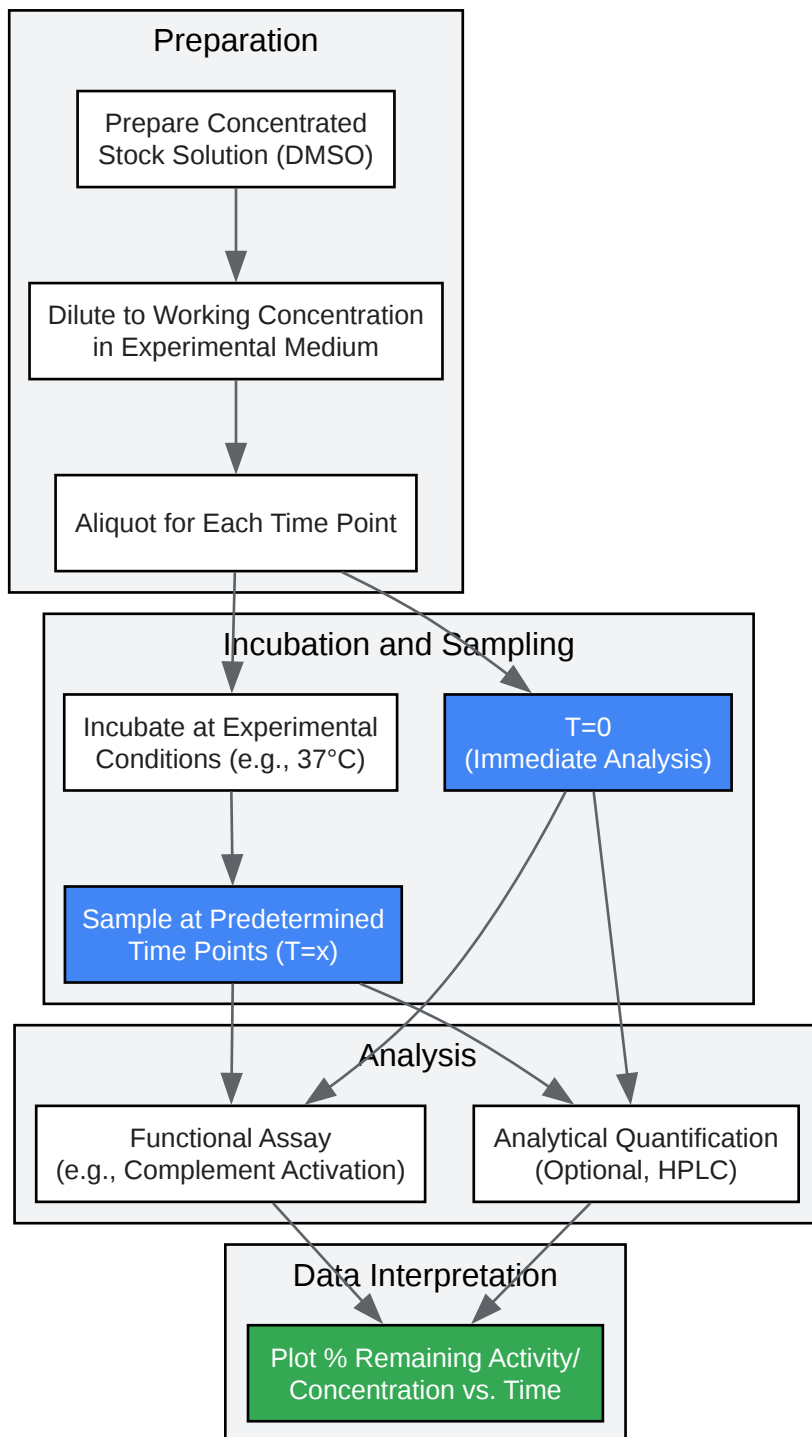 Preparation
Prepare Concentrated
Stock Solution (DMSO)
Dilute to Working Concentration
in Experimental Medium
Aliquot for Each Time Point
Incubation and Sampling
Incubate at Experimental
Conditions (e.g., 37°C)
T=0
(Immediate Analysis)
Sample at Predetermined
Time Points (T=x)
Analysis
Functional Assay
(e.g., Complement Activation)
Analytical Quantification
(Optional, HPLC)
Data Interpretation
Plot % Remaining Activity/
Concentration vs. Time